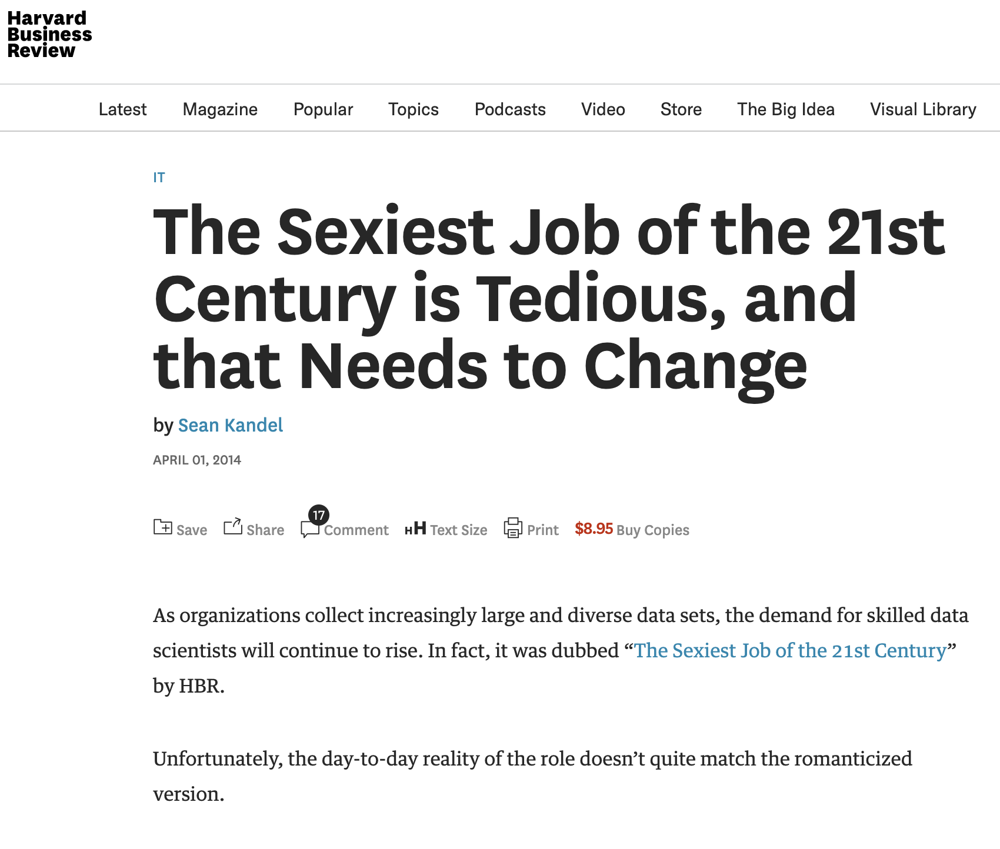 Harvard
Business
Review
Latest Magazine Popular Topics Podcasts Video Store The Big Idea Visual Library
IT
The Sexiest Job of the 21st
Century is Tedious, and
that Needs to Change
by Sean Kandel
APRIL 01, 2014
Save Share 17 Comment HH Text Size Print $8.95 Buy Copies
As organizations collect increasingly large and diverse data sets, the demand for skilled data
scientists will continue to rise. In fact, it was dubbed “The Sexiest Job of the 21st Century”
by HBR.
Unfortunately, the day-to-day reality of the role doesn’t quite match the romanticized
version.